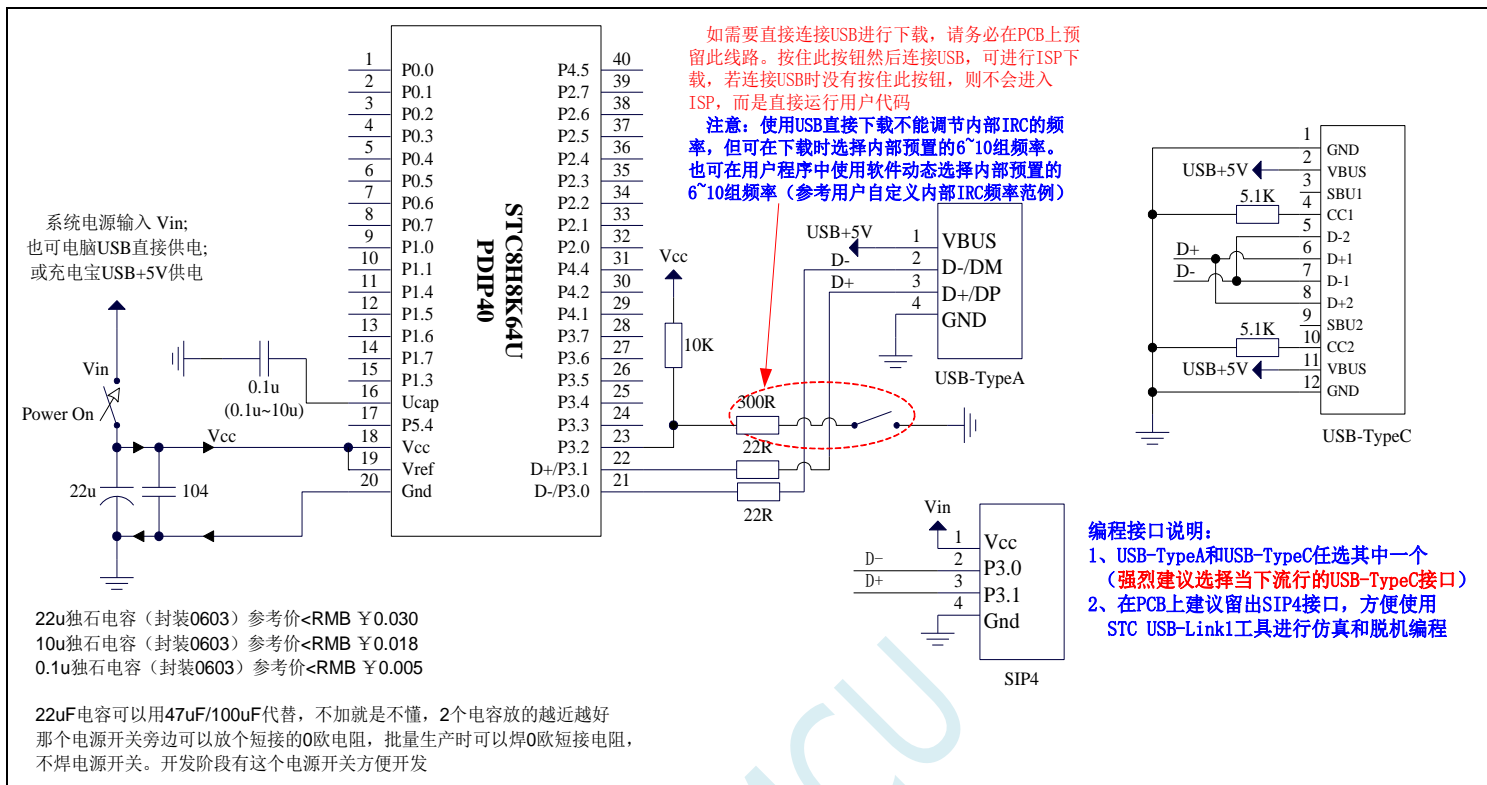 如需要直接连接USB进行下载，请务必在PCB上预
留此线路。按住此按钮然后连接USB，可进行ISP下
载，若连接USB时没有按住此按钮，则不会进入
ISP，而是直接运行用户代码
注意：使用USB直接下载不能调节内部IRC的频
率，但可在下载时选择内部预置的6~10组频率。
也可在用户程序中使用软件动态选择内部预置的
6~10组频率（参考用户自定义内部IRC频率范例）
系统电源输入 Vin;
也可电脑USB直接供电;
或充电宝USB+5V供电
Vin
Power On
Vcc
22u
104
0.1u
(0.1u~10u)
STC8H8K64U
PDIP40
1 P0.0
2 P0.1
3 P0.2
4 P0.3
5 P0.4
6 P0.5
7 P0.6
8 P0.7
9 P1.0
10 P1.1
11 P1.4
12 P1.5
13 P1.6
14 P1.7
15 P1.3
16 Ucap
17 P5.4
18 Vcc
19 Vref
20 Gnd
P4.5 40
P2.7 39
P2.6 38
P2.5 37
P2.4 36
P2.3 35
P2.2 34
P2.1 33
P2.0 32
P4.4 31
P4.2 30
P4.1 29
P3.7 28
P3.6 27
P3.5 26
P3.4 25
P3.3 24
P3.2 23
D+/P3.1 22
D-/P3.0 21
Vcc
10K
300R
22R
22R
USB+5V
D-
D+
1 VBUS
2 D-/DM
3 D+/DP
4 GND
USB-TypeA
USB+5V
5.1K
D+
D-
5.1K
USB+5V
1 GND
2 VBUS
3 SBU1
4 CC1
5 D-2
6 D+1
7 D-1
8 D+2
9 SBU2
10 CC2
11 VBUS
12 GND
USB-TypeC
Vin
D-
D+
1 Vcc
2 P3.0
3 P3.1
4 Gnd
SIP4
编程接口说明：
1、USB-TypeA和USB-TypeC任选其中一个
（强烈建议选择当下流行的USB-TypeC接口）
2、在PCB上建议留出SIP4接口，方便使用
STC USB-Link1工具进行仿真和脱机编程
22u独石电容（封装0603）参考价<RMB ￥0.030
10u独石电容（封装0603）参考价<RMB ￥0.018
0.1u独石电容（封装0603）参考价<RMB ￥0.005
22uF电容可以用47uF/100uF代替，不加就是不懂，2个电容放的越近越好
那个电源开关旁边可以放个短接的0欧电阻，批量生产时可以焊0欧短接电阻，
不焊电源开关。开发阶段有这个电源开关方便开发
MCU